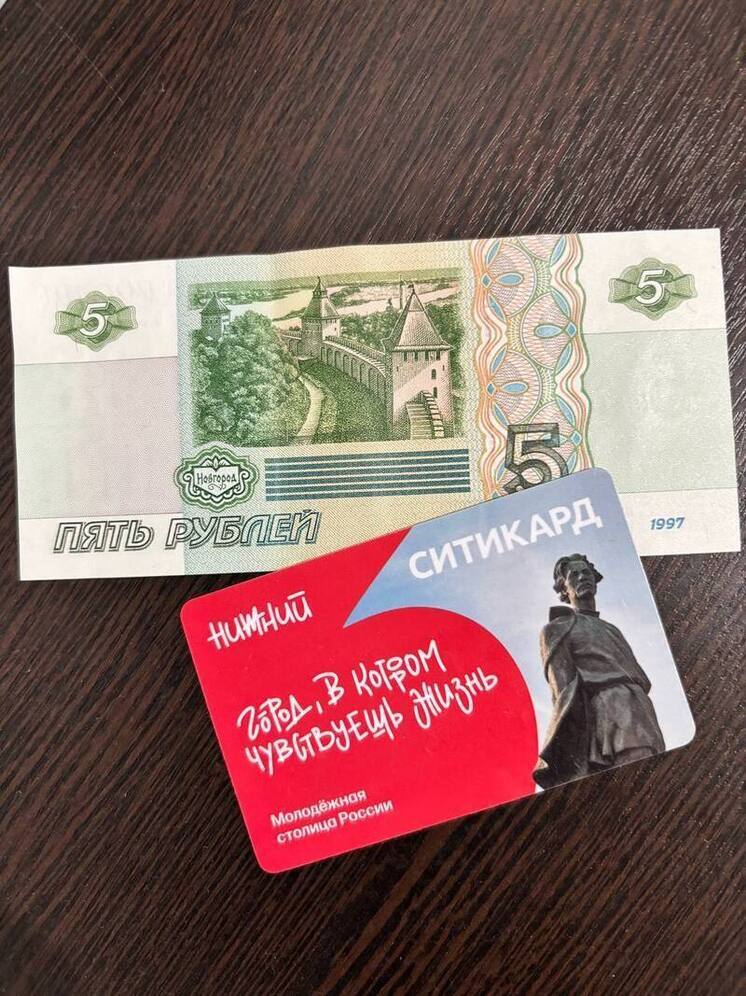 5
5
Новгород
5
ПЯТЬ РУБЛЕЙ
1997
СИТИКАРД
НИЖНИЙ
ГОРОД, В КОТОРОМ
ЧУВСТВУЕШЬ ЖИЗНЬ
Молодёжная
столица России